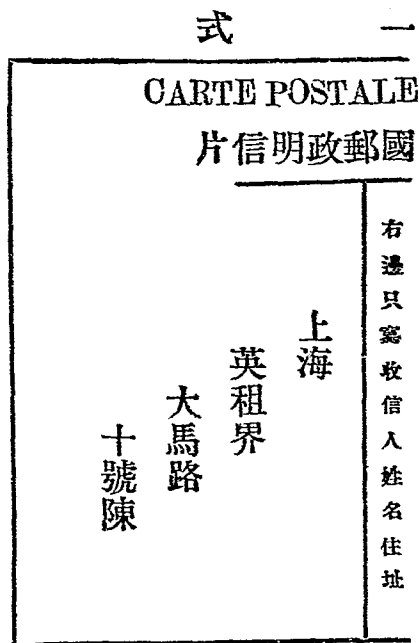 一式
CARTE POSTALE
國郵政明信片
右邊只寫收信人姓名住址
上海
英租界
大馬路
十號陳